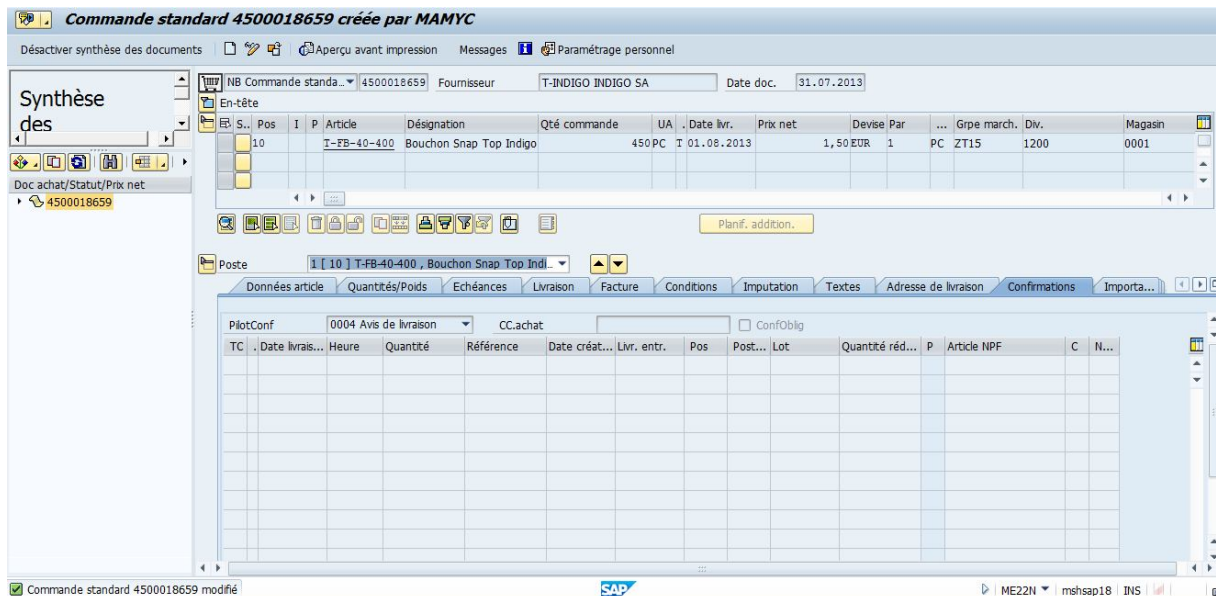 Commande standard 4500018659 créée par MAMYC
Désactiver synthèse des documents Aperçu avant impression Messages Paramétrage personnel
Synthèse
des
NB Commande standa... 4500018659 Fournisseur T-INDIGO INDIGO SA Date doc. 31.07.2013
En-tête
S.. Pos I P Article Désignation Qté commande UA . Date livr. Prix net Devise Par ... Grpe march. Div. Magasin
10 T-FB-40-400 Bouchon Snap Top Indigo 450 PC T 01.08.2013 1,50 EUR 1 PC ZT15 1200 0001
Doc achat/Statut/Prix net
4500018659
Planif. addition.
Poste 1 [ 10 ] T-FB-40-400 , Bouchon Snap Top Indi...
Données article Quantités/Poids Echéances Livraison Facture Conditions Imputation Textes Adresse de livraison Confirmations Importa...
PilotConf 0004 Avis de livraison CC.achat ConfOblig
TC . Date livrais... Heure Quantité Référence Date créat... Livr. entr. Pos Post... Lot Quantité réd... P Article NPF C N...
Commande standard 4500018659 modifié SAP ME22N mshsap18 INS